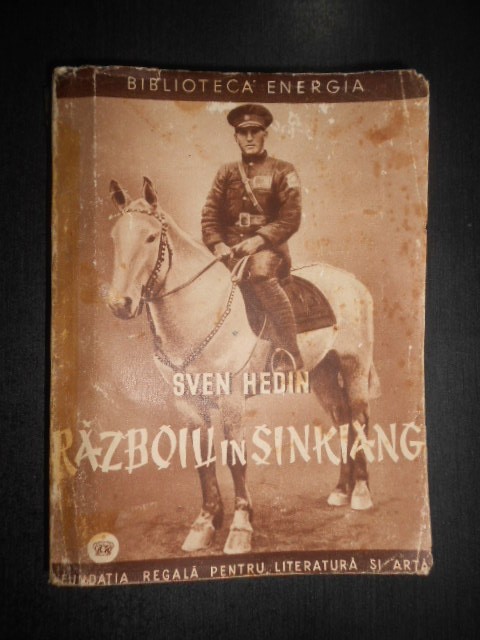 BIBLIOTECA ENERGIA
SVEN HEDIN
RĂZBOIU IN SINKIANG
FUNDAȚIA REGALĂ PENTRU LITERATURĂ ȘI ARTĂ